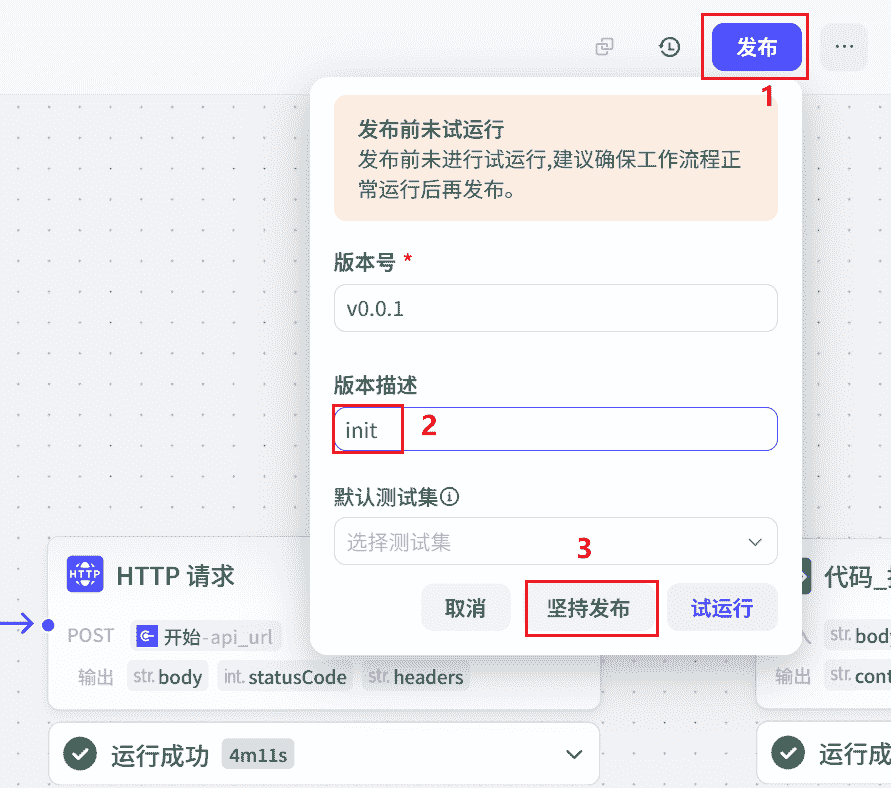 发布
1
发布前未试运行
发布前未进行试运行,建议确保工作流程正
常运行后再发布。
版本号 *
v0.0.1
版本描述
init
2
默认测试集
选择测试集
3
取消
坚持发布
试运行
HTTP
HTTP 请求
POST
开始-api_url
输出
str. body
int. statusCode
str. headers
运行成功
4m11s
代码_
str. body
输出
str. cont
运行成